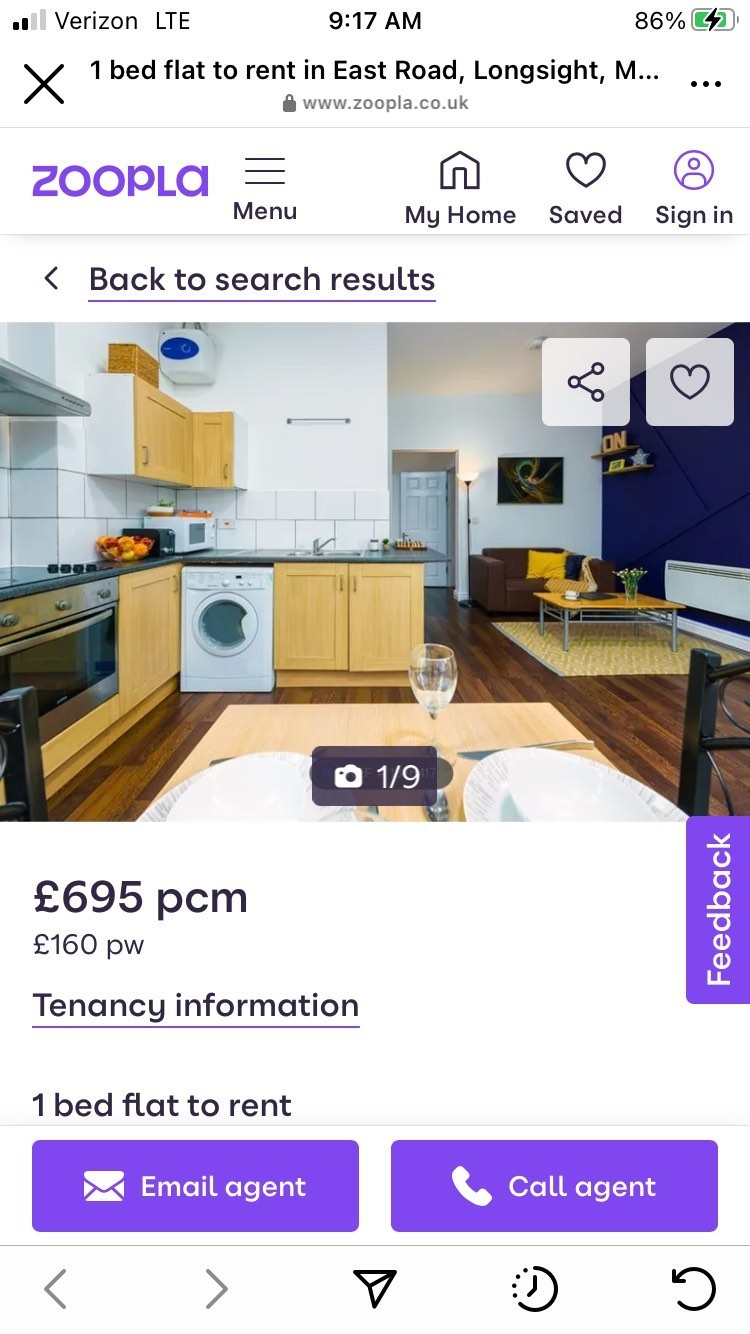 Verizon LTE 9:17 AM 86%
1 bed flat to rent in East Road, Longsight, M...
www.zoopla.co.uk
ZOOPLA
Menu
My Home
Saved
Sign in
Back to search results
ON
1/9
Feedback
£695 pcm
£160 pw
Tenancy information
1 bed flat to rent
Email agent
Call agent